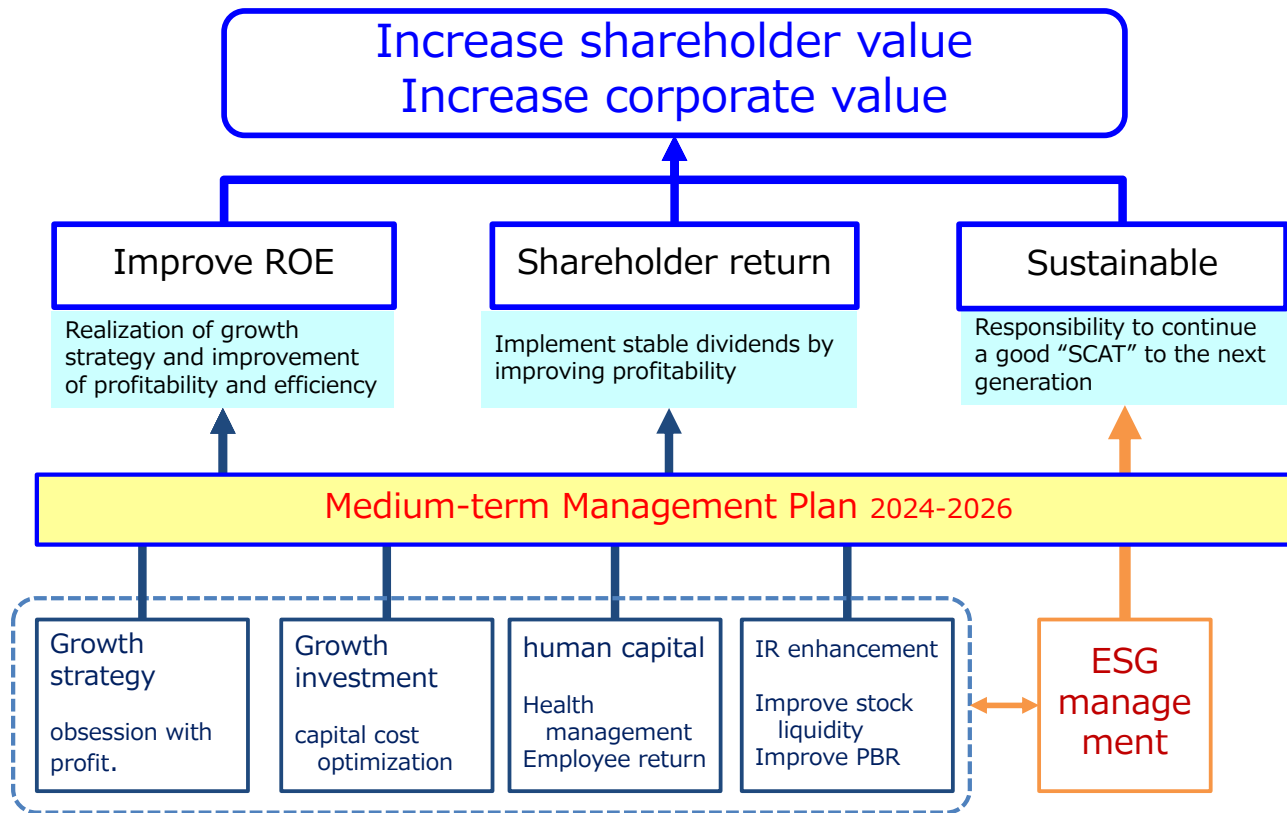 Increase shareholder value
Increase corporate value
Improve ROE
Shareholder return
Sustainable
Realization of growth
strategy and improvement
of profitability and efficiency
Implement stable dividends by
improving profitability
Responsibility to continue
a good “SCAT” to the next
generation
Medium-term Management Plan 2024-2026
Growth
strategy
obsession with
profit.
Growth
investment
capital cost
optimization
human capital
Health
management
Employee return
IR enhancement
Improve stock
liquidity
Improve PBR
ESG
manage
ment